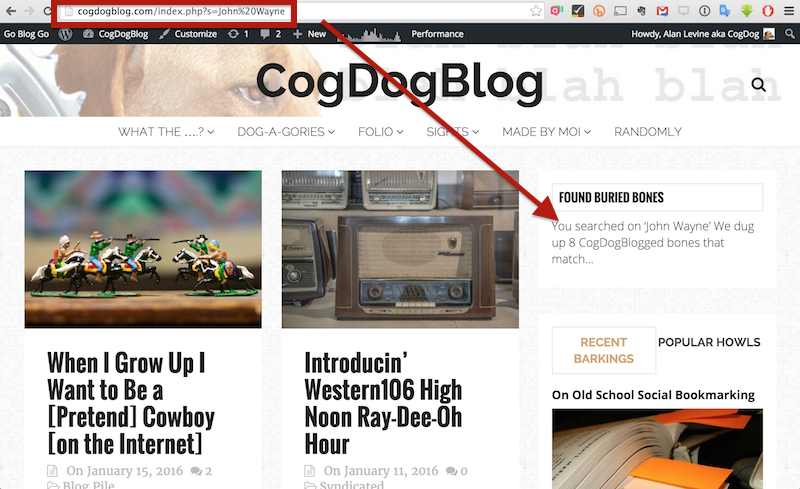 cogdogblog.com/index.php?s=John%20Wayne
Go Blog Go CogDogBlog Customize 3 2 New Performance Howdy, Alan Levine aka CogDog
blah blah
CogDogBlog
blah blah
WHAT THE ....? DOG-A-GORIES FOLIO SIGHTS MADE BY MOI RANDOMLY
FOUND BURIED BONES
You searched on 'John Wayne' We dug
up 8 CogDogBlogged bones that
match...
When I Grow Up I
Want to Be a
[Pretend] Cowboy
[on the Internet]
On January 15, 2016 2
Blog Pile
Introducin'
Western106 High
Noon Ray-Dee-Oh
Hour
On January 11, 2016 0
Syndicated
RECENT
BARKINGS
POPULAR HOWLS
On Old School Social Bookmarking